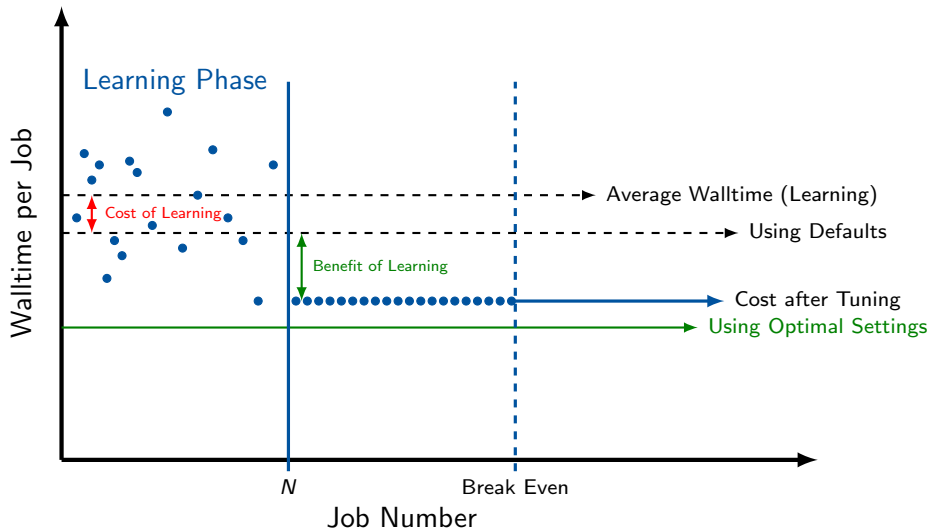 Learning Phase
Walltime per Job
Average Walltime (Learning)
Cost of Learning
Using Defaults
Benefit of Learning
Cost after Tuning
Using Optimal Settings
N
Break Even
Job Number